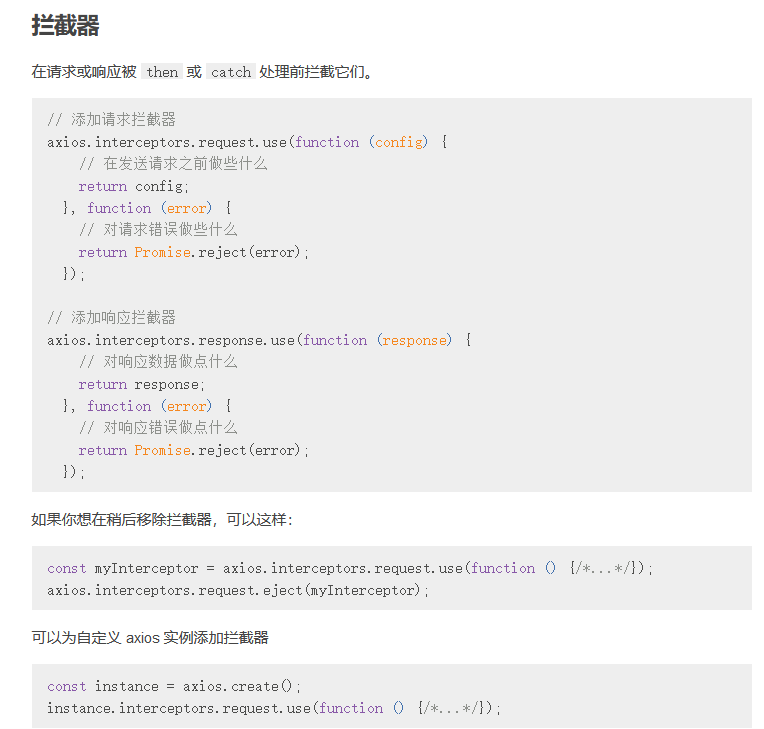 拦截器
在请求或响应被 then 或 catch 处理前拦截它们。
// 添加请求拦截器
axios.interceptors.request.use(function (config) {
    // 在发送请求之前做些什么
    return config;
  }, function (error) {
    // 对请求错误做些什么
    return Promise.reject(error);
  });
// 添加响应拦截器
axios.interceptors.response.use(function (response) {
    // 对响应数据做点什么
    return response;
  }, function (error) {
    // 对响应错误做点什么
    return Promise.reject(error);
  });
如果你想在稍后移除拦截器，可以这样：
const myInterceptor = axios.interceptors.request.use(function () {/*...*/});
axios.interceptors.request.eject(myInterceptor);
可以为自定义 axios 实例添加拦截器
const instance = axios.create();
instance.interceptors.request.use(function () {/*...*/});